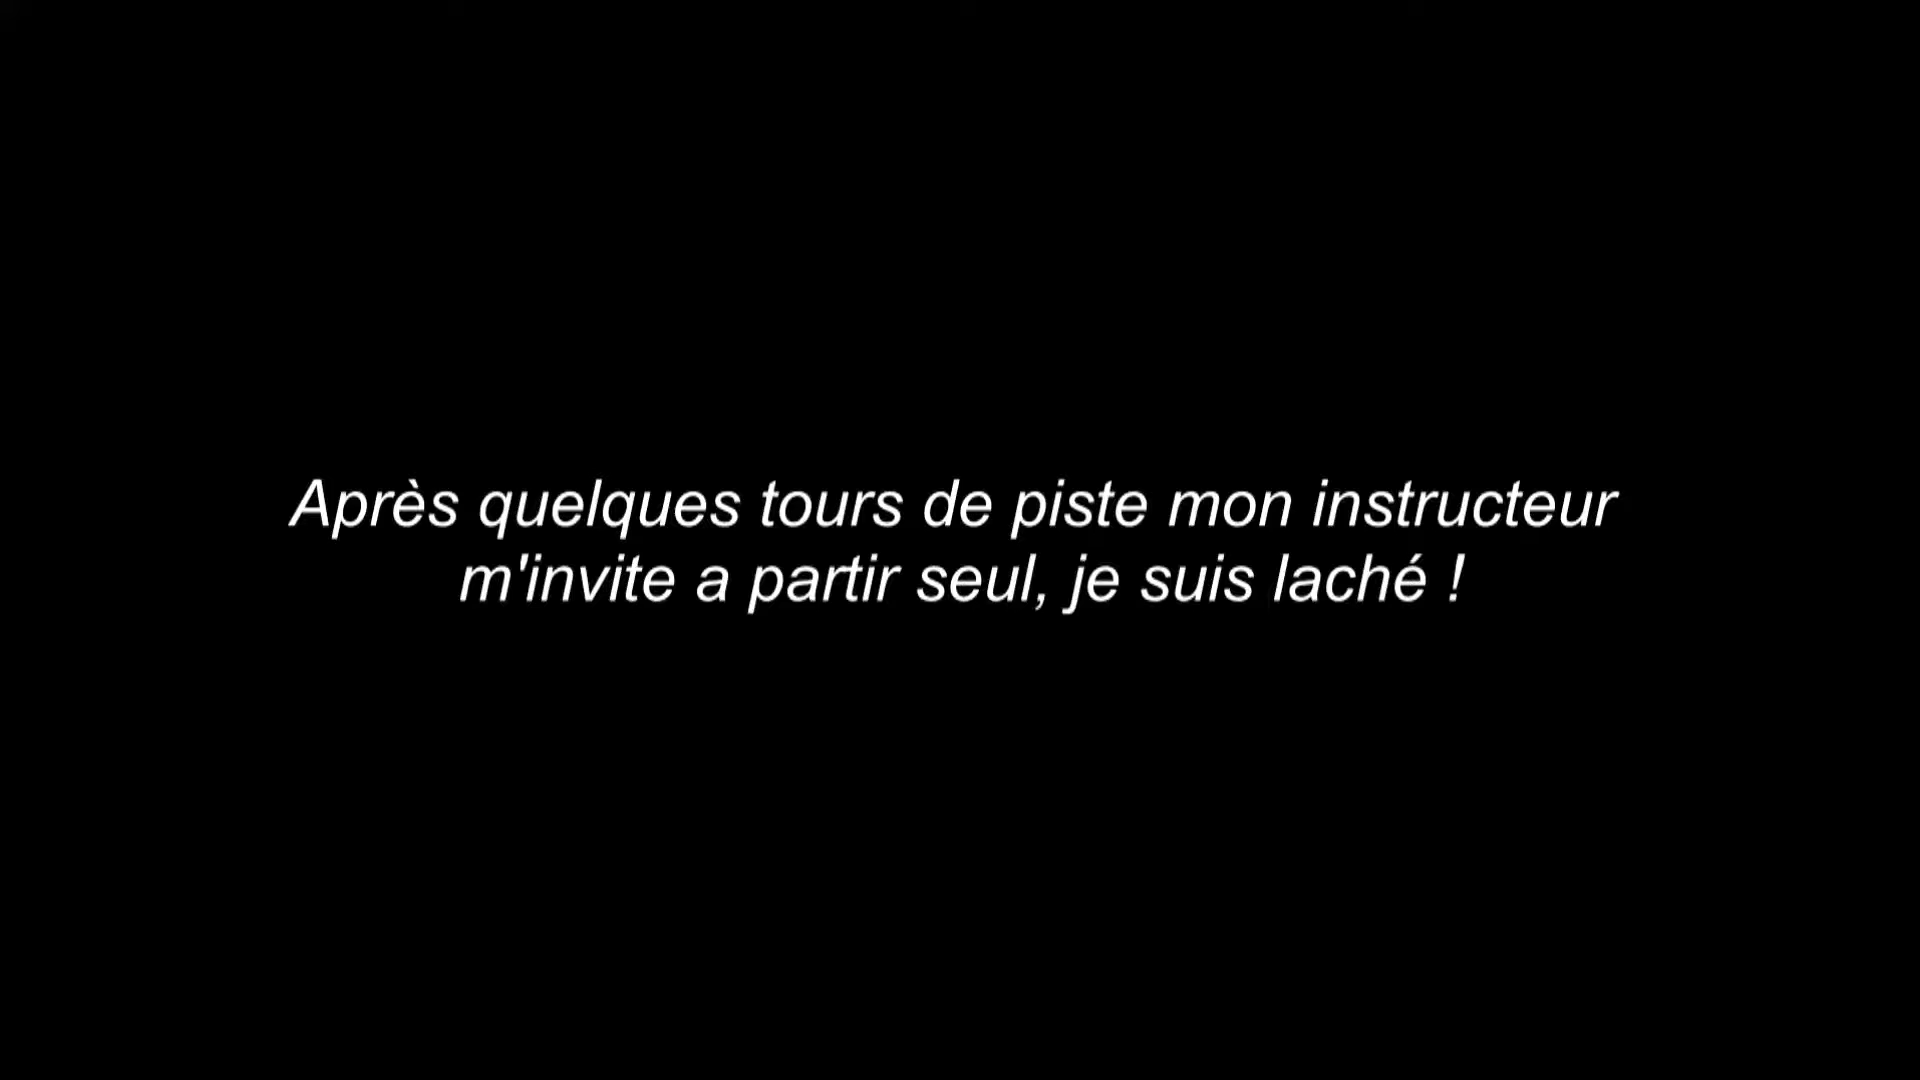 Après quelques tours de piste mon instructeur
m'invite a partir seul, je suis laché !